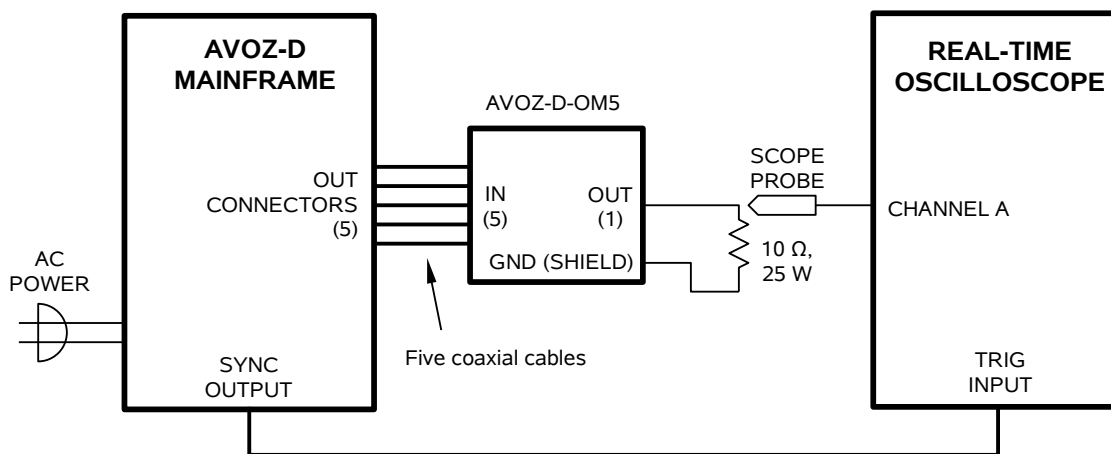 AVOZ-D
MAINFRAME
REAL-TIME
OSCILLOSCOPE
AVOZ-D-OM5
OUT
CONNECTORS
(5)
IN
(5)
OUT
(1)
GND (SHIELD)
SCOPE
PROBE
CHANNEL A
10 Ω,
25 W
AC
POWER
Five coaxial cables
SYNC
OUTPUT
TRIG
INPUT